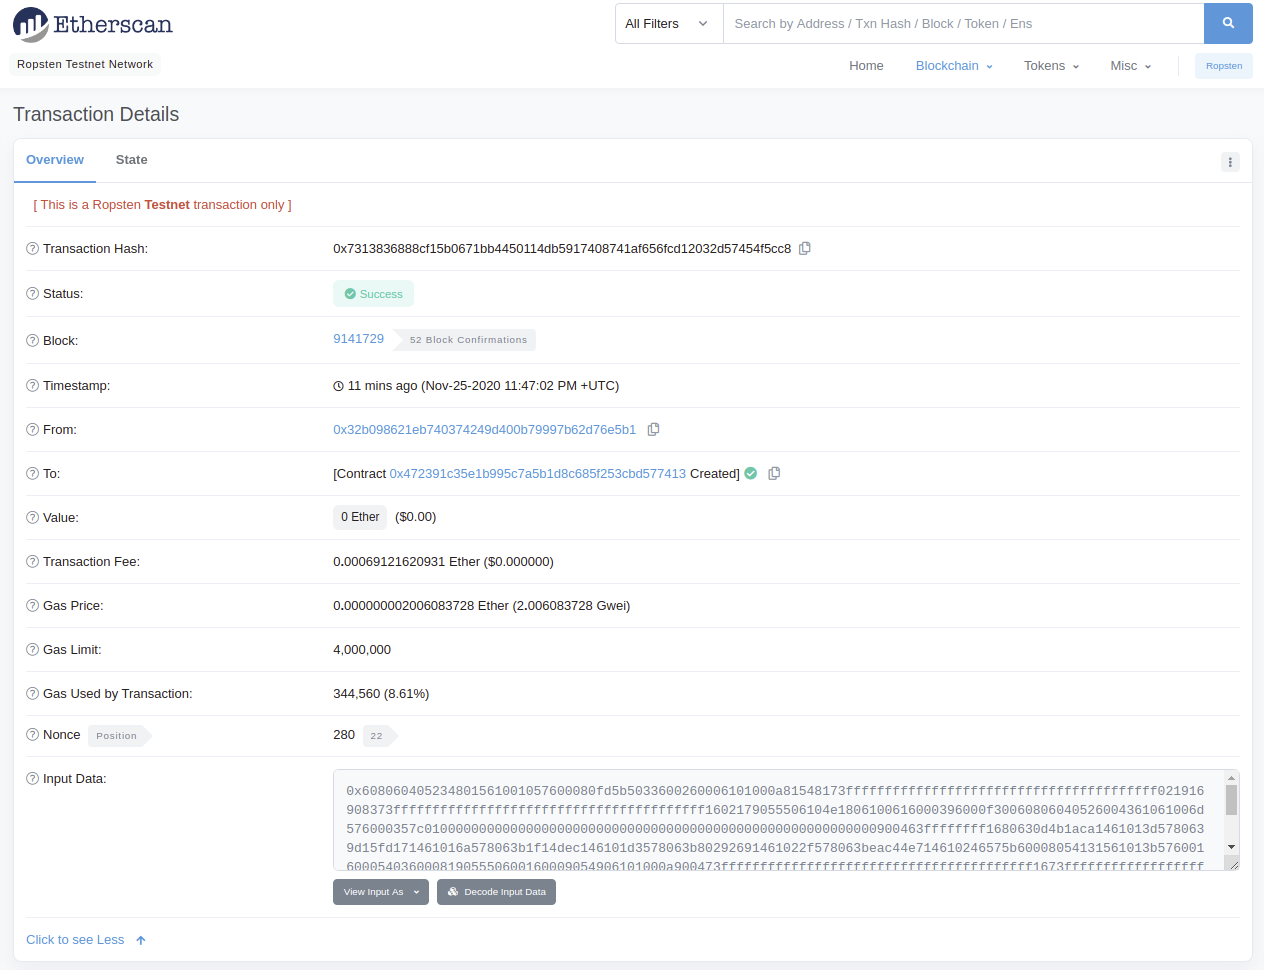 Etherscan
All Filters
Search by Address / Txn Hash / Block / Token / Ens
Ropsten Testnet Network
Home Blockchain Tokens Misc Ropsten
Transaction Details
Overview State
[ This is a Ropsten Testnet transaction only ]
Transaction Hash: 0x7313836888cf15b0671bb4450114db5917408741af656fcd12032d57454f5cc8
Status: Success
Block: 9141729 52 Block Confirmations
Timestamp: 11 mins ago (Nov-25-2020 11:47:02 PM +UTC)
From: 0x32b098621eb740374249d400b79997b62d76e5b1
To: [Contract 0x472391c35e1b995c7a5b1d8c685f253cbd577413 Created]
Value: 0 Ether ($0.00)
Transaction Fee: 0.00069121620931 Ether ($0.000000)
Gas Price: 0.000000002006083728 Ether (2.006083728 Gwei)
Gas Limit: 4,000,000
Gas Used by Transaction: 344,560 (8.61%)
Nonce Position 280 22
Input Data:
View Input As Decode Input Data
Click to see Less